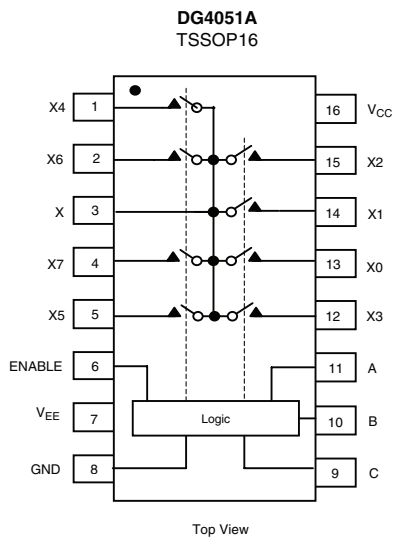 DG4051A
TSSOP16
X4 1 16 VCC
X6 2 15 X2
X 3 14 X1
X7 4 13 X0
X5 5 12 X3
ENABLE 6 11 A
VEE 7 Logic 10 B
GND 8 9 C
Top View